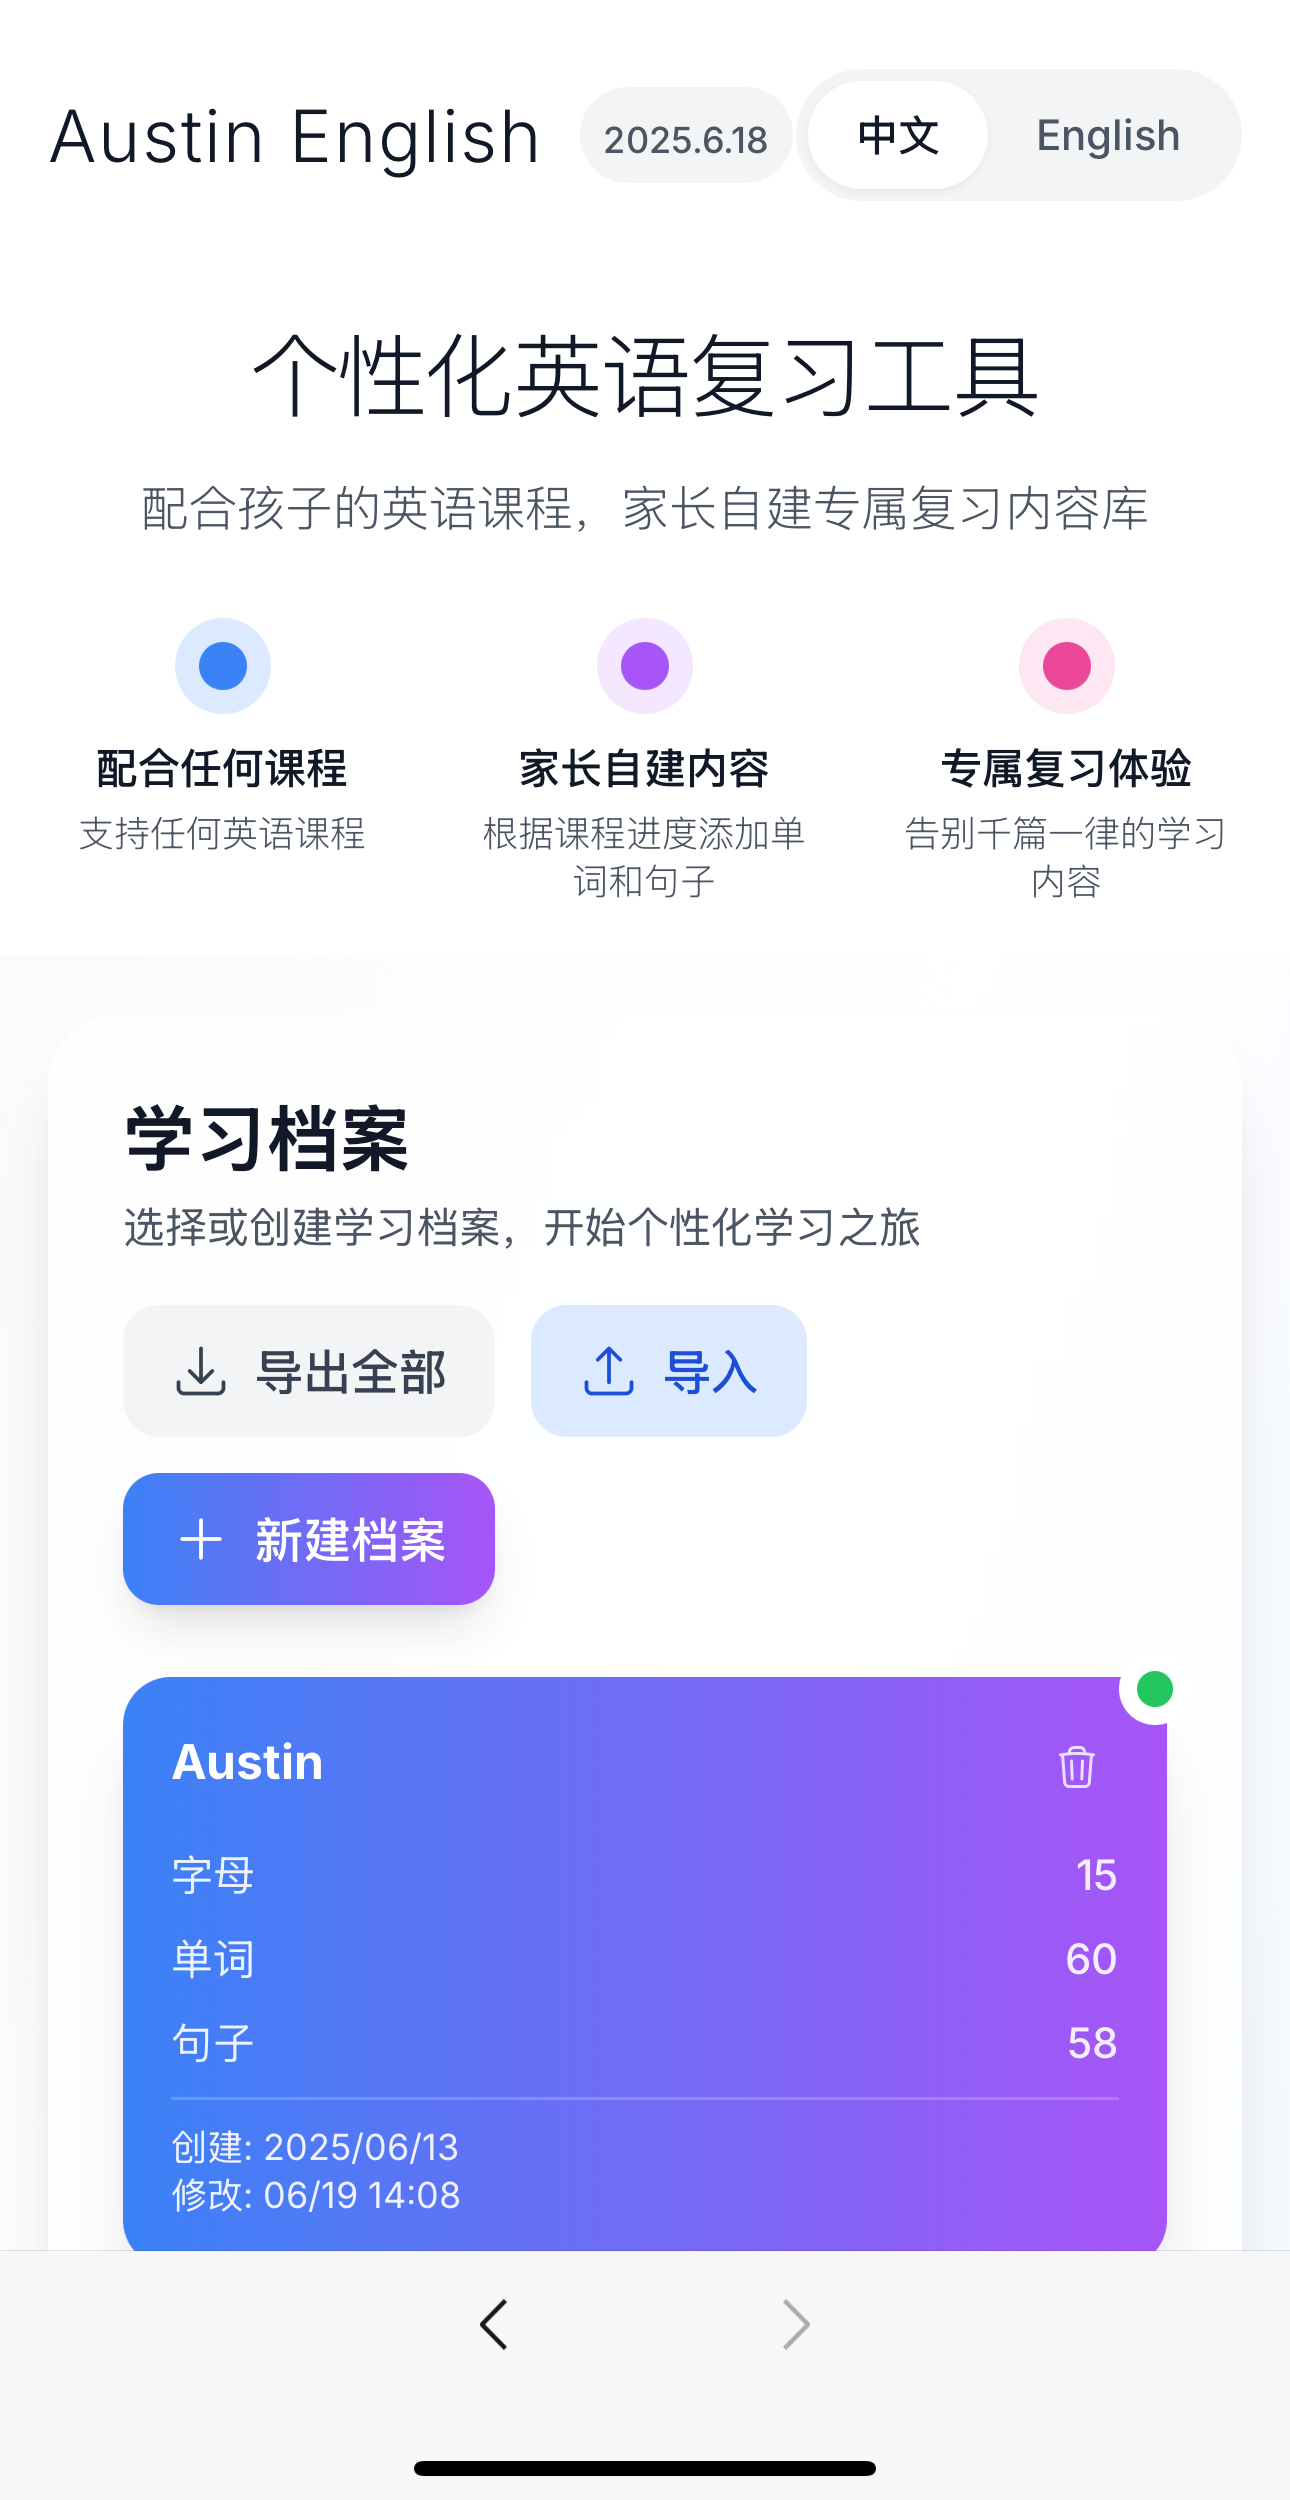 Austin English 2025.6.18 中文 English
个性化英语复习工具
配合孩子的英语课程，家长自建专属复习内容库
配合任何课程
支持任何英语课程
家长自建内容
根据课程进度添加单
词和句子
专属复习体验
告别千篇一律的学习
内容
学习档案
选择或创建学习档案，开始个性化学习之旅
导出全部 导入
新建档案
Austin
字母 15
单词 60
句子 58
创建: 2025/06/13
修改: 06/19 14:08